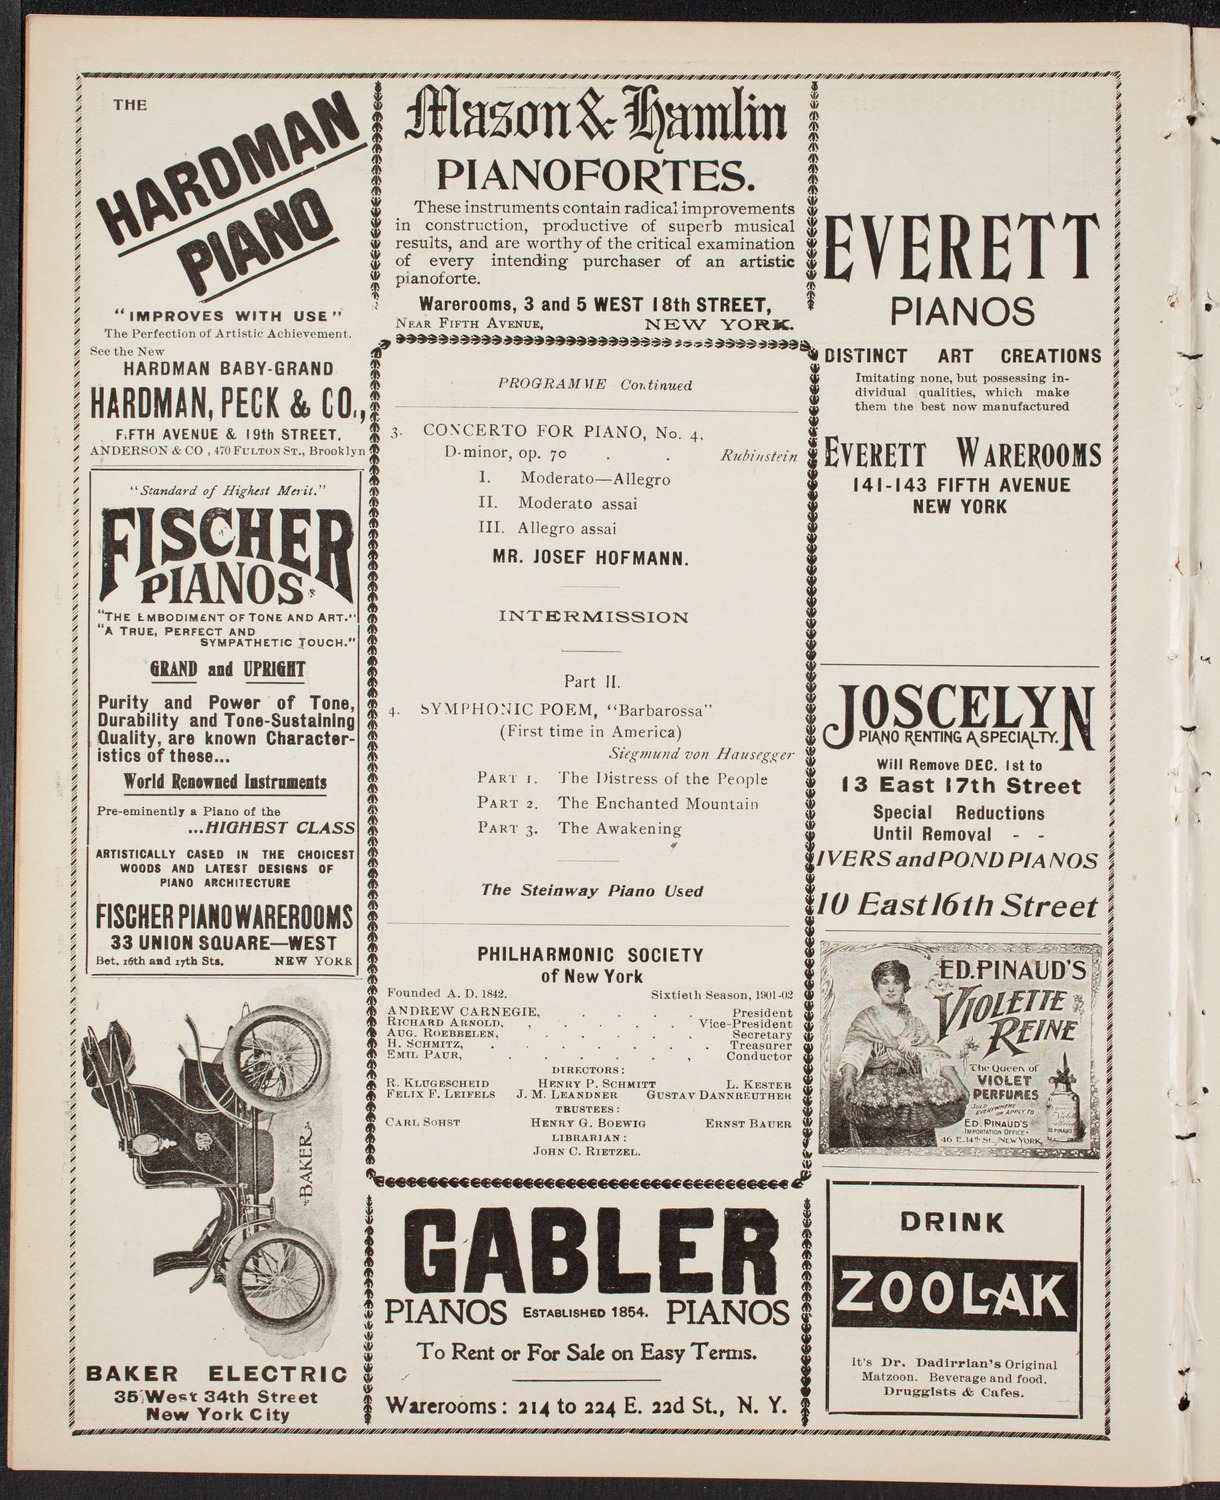 THE
HARDMAN
PIANO
"IMPROVES WITH USE"
The Perfection of Artistic Achievement.
See the New
HARDMAN BABY-GRAND
HARDMAN, PECK & CO.,
FIFTH AVENUE & 19th STREET.
ANDERSON & CO., 470 FULTON ST., Brooklyn
"Standard of Highest Merit."
FISCHER
PIANOS.
"THE EMBODIMENT OF TONE AND ART."
"A TRUE, PERFECT AND
SYMPATHETIC TOUCH."
GRAND and UPRIGHT
Purity and Power of Tone,
Durability and Tone-Sustaining
Quality, are known Character-
istics of these...
World Renowned Instruments
Pre-eminently a Piano of the
...HIGHEST CLASS
ARTISTICALLY CASED IN THE CHOICEST
WOODS AND LATEST DESIGNS OF
PIANO ARCHITECTURE
FISCHER PIANO WAREROOMS
33 UNION SQUARE—WEST
Bet. 16th and 17th Sts. NEW YORK
BAKER
BAKER ELECTRIC
35 West 34th Street
New York City
Mason & Hamlin
PIANOFORTES.
These instruments contain radical improvements
in construction, productive of superb musical
results, and are worthy of the critical examination
of every intending purchaser of an artistic
pianoforte.
Warerooms, 3 and 5 WEST 18th STREET,
NEAR FIFTH AVENUE, NEW YORK.
PROGRAMME Continued
3. CONCERTO FOR PIANO, No. 4,
D-minor, op. 70 . . Rubinstein
I. Moderato—Allegro
II. Moderato assai
III. Allegro assai
MR. JOSEF HOFMANN.
INTERMISSION
Part II.
4. SYMPHONIC POEM, "Barbarossa"
(First time in America)
Siegmund von Hausegger
PART 1. The Distress of the People
PART 2. The Enchanted Mountain
PART 3. The Awakening
The Steinway Piano Used
PHILHARMONIC SOCIETY
of New York
Founded A. D. 1842. Sixtieth Season, 1901-02
ANDREW CARNEGIE, . . . . President
RICHARD ARNOLD, . . . . . Vice-President
AUG. ROEBBELEN, . . . . . Secretary
H. SCHMITZ, . . . . . . . Treasurer
EMIL PAUR, . . . . . . Conductor
DIRECTORS:
R. KLUGESCHEID HENRY P. SCHMITT L. KESTER
FELIX F. LEIFELS J. M. LEANDNER GUSTAV DANNREUTHER
TRUSTEES:
CARL SOHST HENRY G. BOEWIG ERNST BAUER
LIBRARIAN:
JOHN C. RIETZEL.
GABLER
PIANOS ESTABLISHED 1854. PIANOS
To Rent or For Sale on Easy Terms.
Warerooms: 214 to 224 E. 22d St., N. Y.
EVERETT
PIANOS
DISTINCT ART CREATIONS
Imitating none, but possessing in-
dividual qualities, which make
them the best now manufactured
EVERETT WAREROOMS
141-143 FIFTH AVENUE
NEW YORK
JOSCELYN
PIANO RENTING A SPECIALTY.
Will Remove DEC. 1st to
13 East 17th Street
Special Reductions
Until Removal - -
IVERS and POND PIANOS
10 East 16th Street
ED. PINAUD'S
VIOLETTE
REINE
The Queen of
VIOLET
PERFUMES
SOLD
EVERYWHERE
OR APPLY TO
ED. PINAUD'S
IMPORTATION OFFICE-
46 E. 14th St., NEW YORK
DRINK
ZOOLAK
It's Dr. Dadirrian's Original
Matzoon. Beverage and food.
Druggists & Cafes.